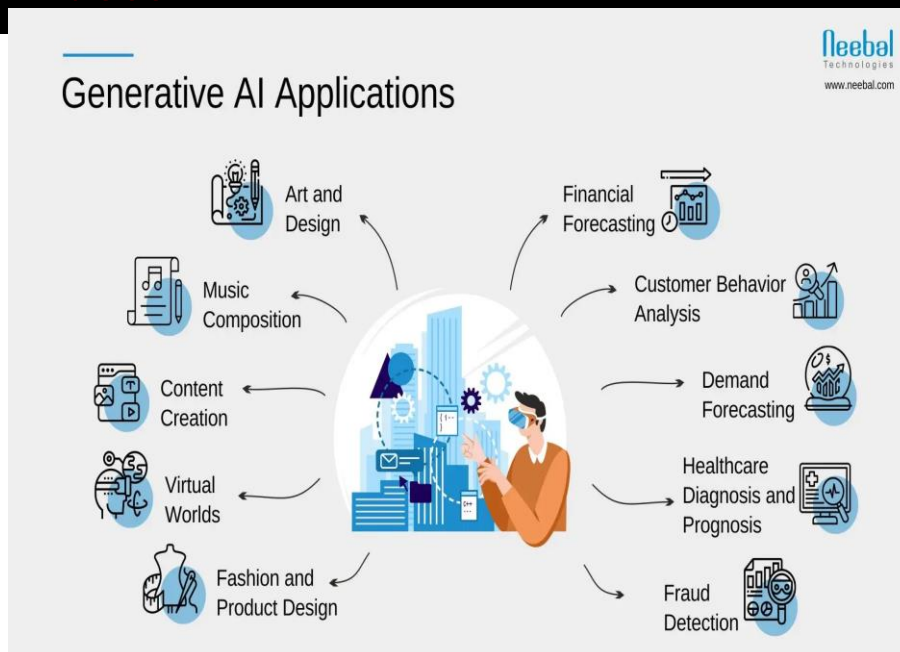 neebal
Technologies
www.neebal.com
Generative AI Applications
Art and
Design
Music
Composition
Content
Creation
Virtual
Worlds
Fashion and
Product Design
Financial
Forecasting
Customer Behavior
Analysis
Demand
Forecasting
Healthcare
Diagnosis and
Prognosis
Fraud
Detection